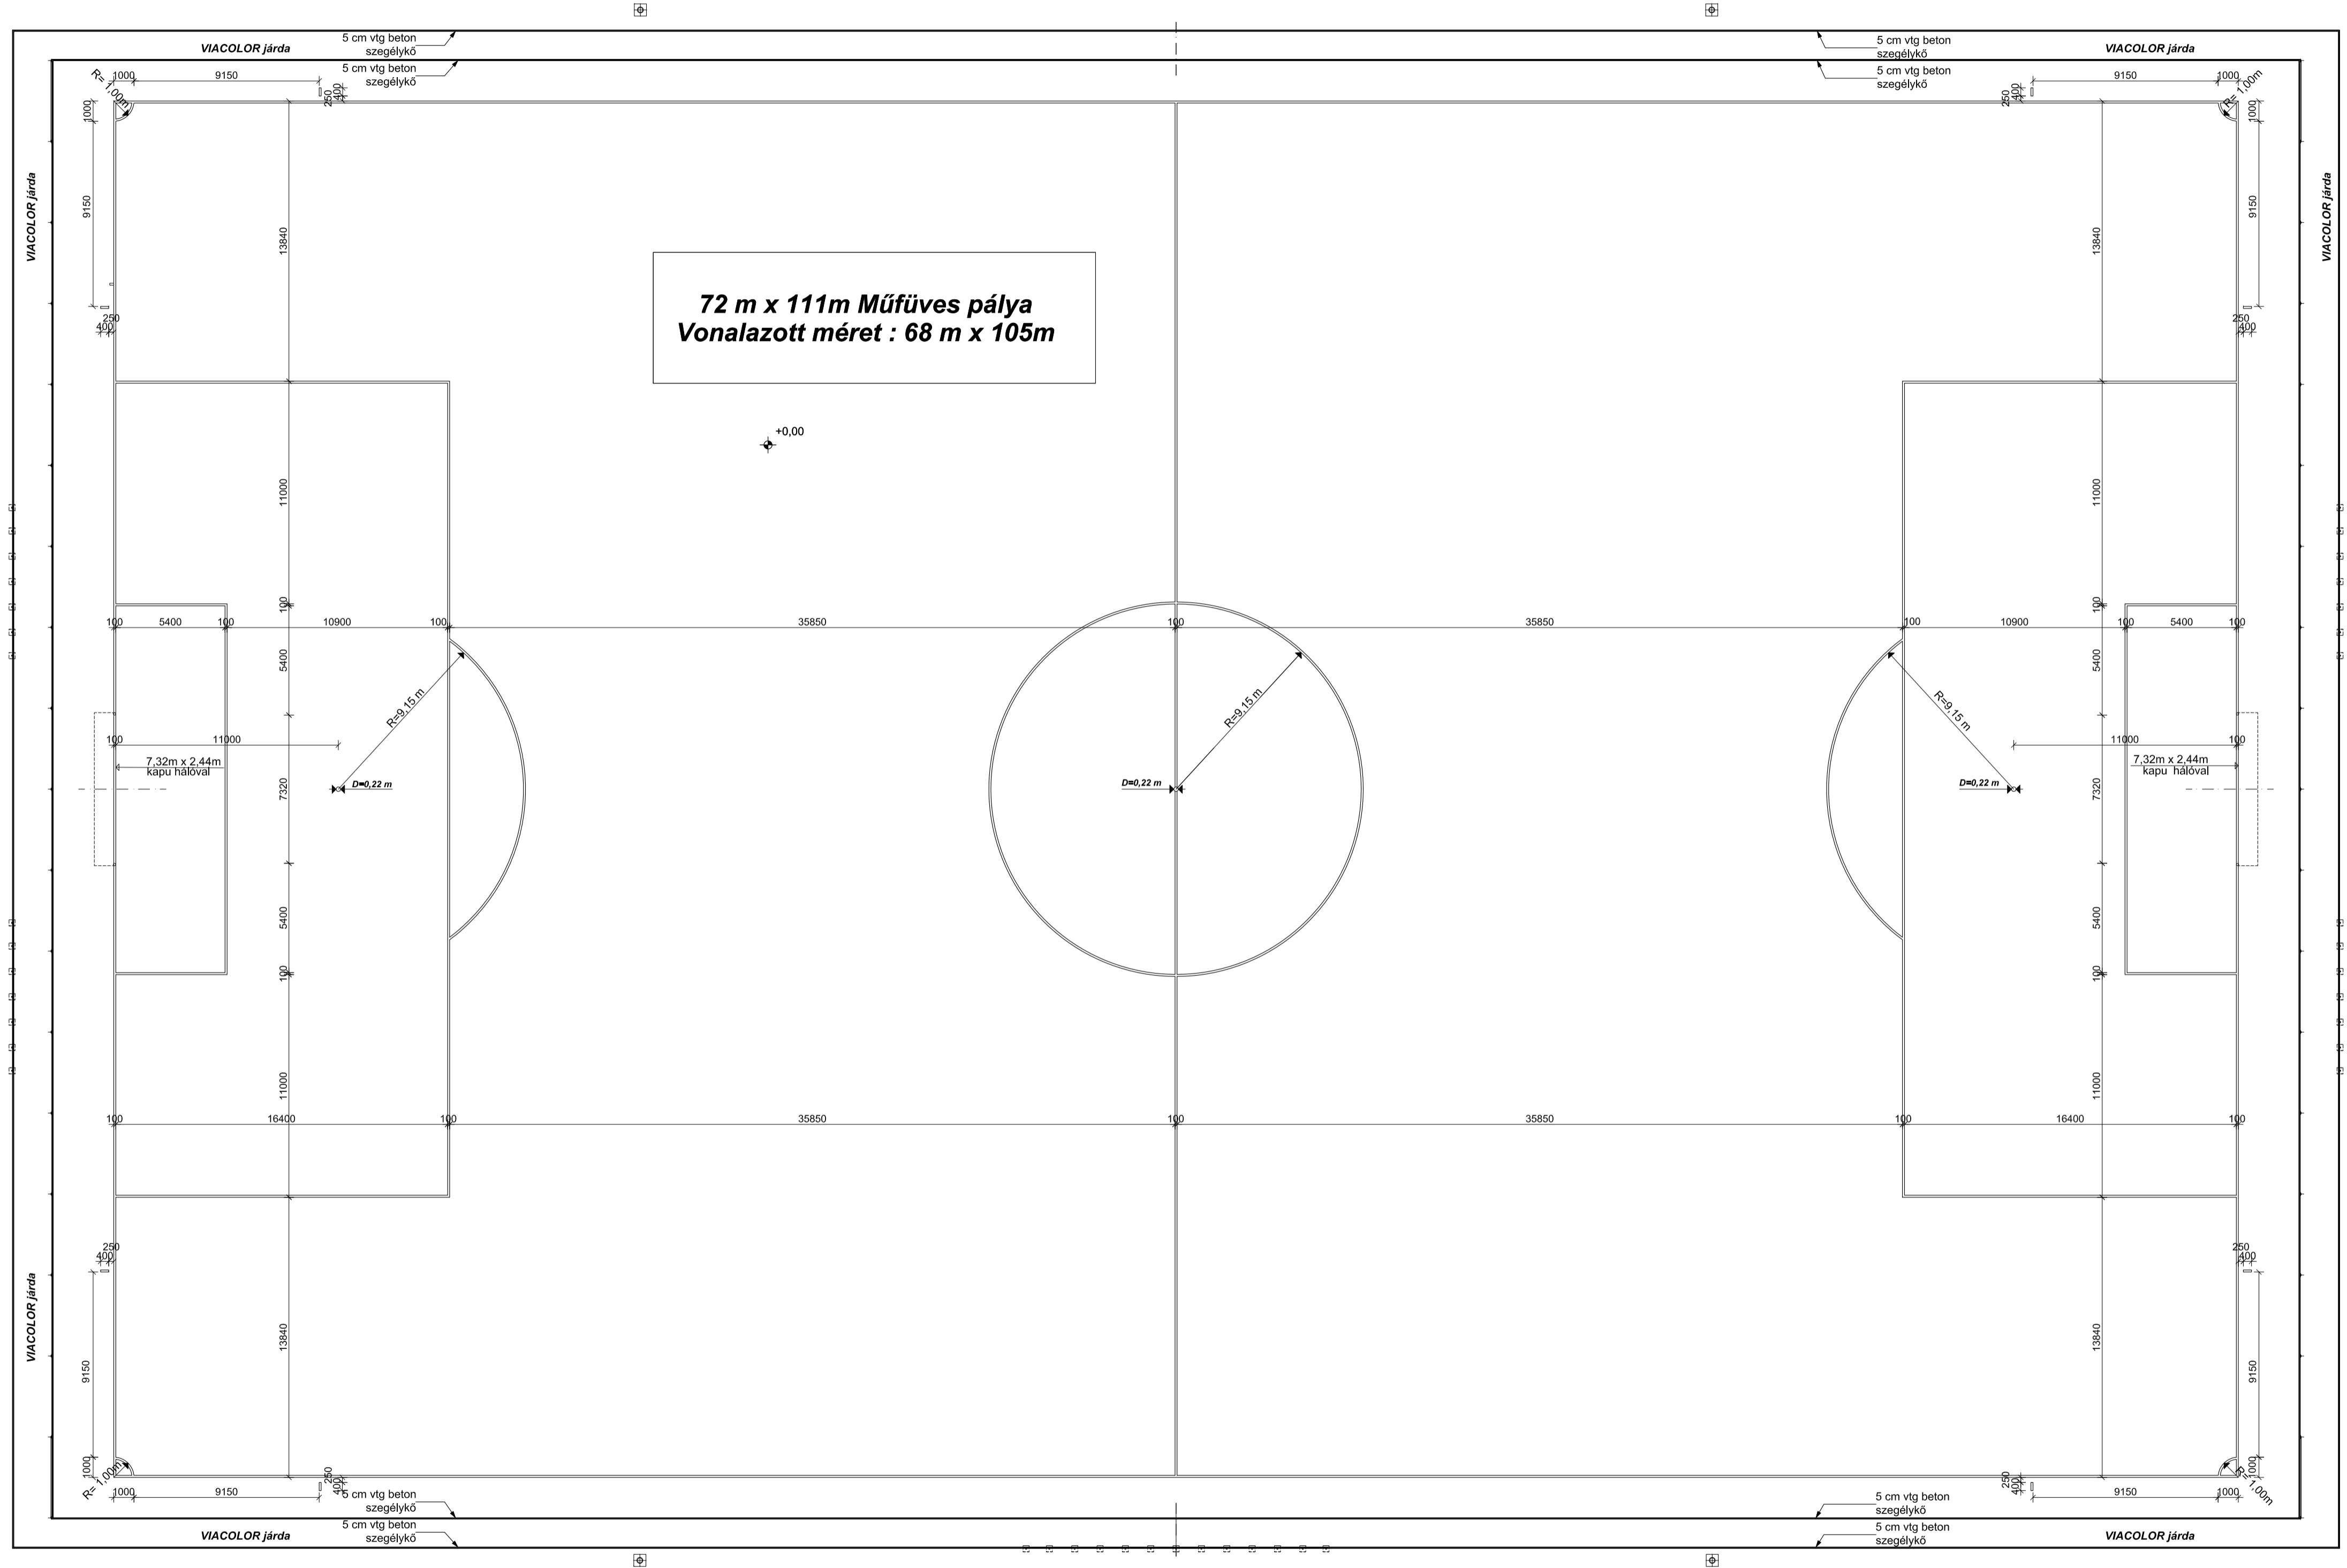 VIACOLOR járda
5 cm vtg beton
szegélykő
5 cm vtg beton
szegélykő
VIACOLOR járda
5 cm vtg beton
szegélykő
5 cm vtg beton
szegélykő
R= 1,00m
1000
9150
250
400
250
400
9150
1000
R= 1,00m
1000
9150
VIACOLOR járda
13840
250
400
72 m x 111m Műfüves pálya
Vonalazott méret : 68 m x 105m
+0,00
13840
1000
9150
VIACOLOR járda
250
400
11000
11000
100
100
100
5400
100
10900
100
35850
100
35850
100
10900
100
5400
100
5400
5400
R=9,15 m
R=9,15 m
R=9,15 m
100
11000
11000
100
7,32m x 2,44m
kapu hálóval
7,32m x 2,44m
kapu hálóval
7320
D=0,22 m
D=0,22 m
D=0,22 m
7320
5400
5400
100
100
11000
11000
100
16400
100
35850
100
35850
100
16400
100
250
400
250
400
VIACOLOR járda
13840
13840
9150
9150
1000
1000
R= 1,00m
R= 1,00m
1000
9150
250
400
250
400
9150
1000
5 cm vtg beton
szegélykő
5 cm vtg beton
szegélykő
VIACOLOR járda
5 cm vtg beton
szegélykő
5 cm vtg beton
szegélykő
VIACOLOR járda